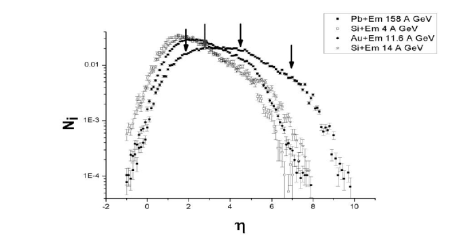 Pb+Em 158 A GeV
Si+Em 4 A GeV
Au+Em 11.6 A GeV
Si+Em 14 A GeV
0.01
1E-3
1E-4
Ni
-2 0 2 4 6 8 10
η